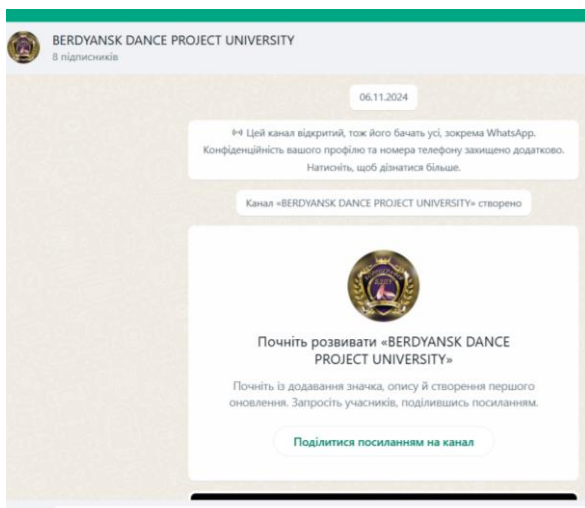 BERDYANSK DANCE PROJECT UNIVERSITY
8 підписників
06.11.2024
Цей канал відкритий, тож його бачать усі, зокрема WhatsApp.
Конфіденційність вашого профілю та номера телефону захищено додатково.
Натисніть, щоб дізнатися більше.
Канал «BERDYANSK DANCE PROJECT UNIVERSITY» створено
Почніть розвивати «BERDYANSK DANCE
PROJECT UNIVERSITY»
Почніть із додавання значка, опису й створення першого
оновлення. Запросіть учасників, поділившись посиланням.
Поділитися посиланням на канал